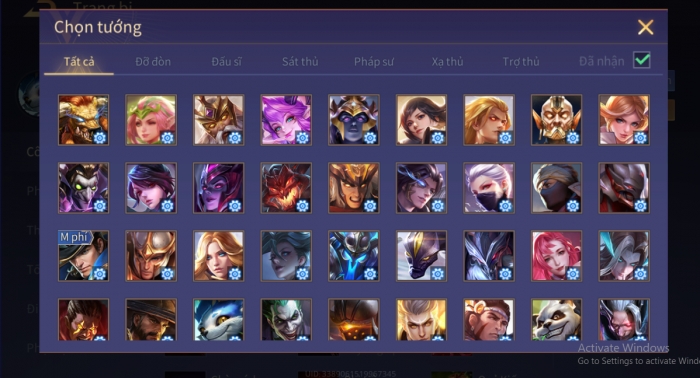 Trang bị
Chọn tướng
Tất cả Đỡ đòn Đấu sĩ Sát thủ Pháp sư Xạ thủ Trợ thủ Đã nhận
M phí
Activate Windows
Go to Settings to activate Wind